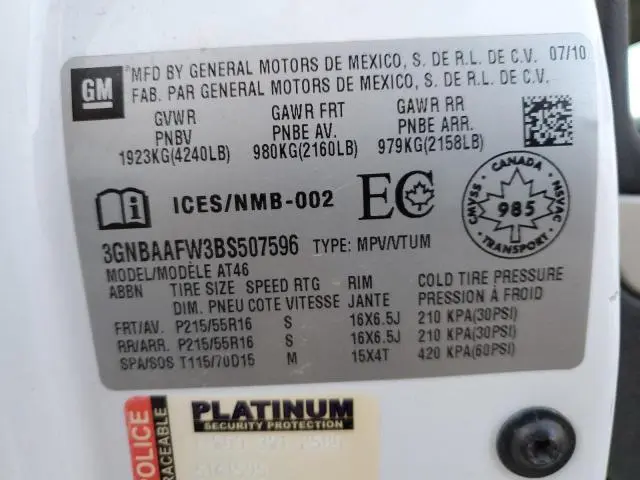 GM
MFD BY GENERAL MOTORS DE MEXICO, S. DE R.L. DE C.V. 07/10
FAB. PAR GENERAL MOTORS DE MEXICO, S. DE R.L. DE C.V.
GVWR GAWR FRT GAWR RR
PNBV PNBE AV. PNBE ARR.
1923KG(4240LB) 980KG(2160LB) 979KG(2158LB)
ICES/NMB-002 EC
CANADA
CMVSS 985 NSVAC
TRANSPORT
3GNBAAFW3BS507596 TYPE: MPV/VTUM
MODEL/MODÈLE AT46
ABBN TIRE SIZE SPEED RTG RIM COLD TIRE PRESSURE
DIM. PNEU COTE VITESSE JANTE PRESSION À FROID
FRT/AV. P215/55R16 S 16X6.5J 210 KPA(30PSI)
RR/ARR. P215/55R16 S 16X6.5J 210 KPA(30PSI)
SPA/SOS T115/70D15 M 15X4T 420 KPA(60PSI)
POLICE
TRACEABLE
PLATINUM
SECURITY PROTECTION